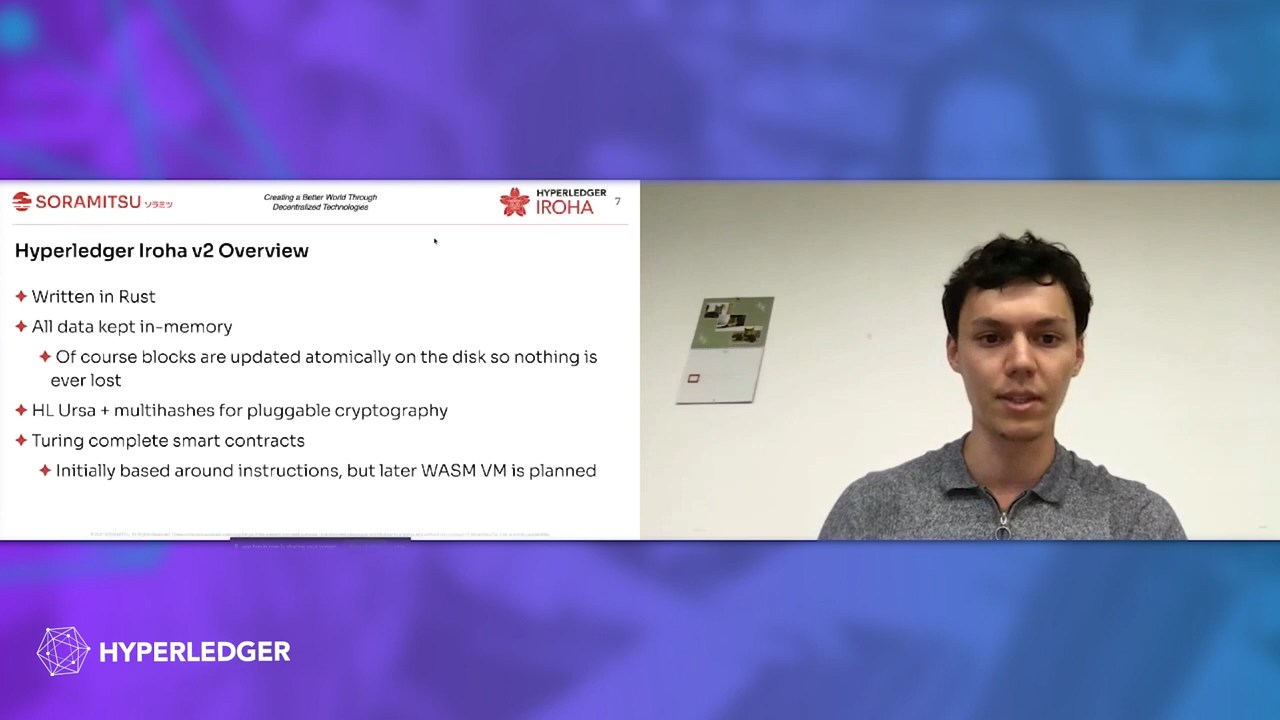 SORAMITSU ソラミツ
Creating a Better World Through
Decentralized Technologies
HYPERLEDGER
IROHA
7
Hyperledger Iroha v2 Overview
Written in Rust
All data kept in-memory
Of course blocks are updated atomically on the disk so nothing is
ever lost
HL Ursa + multihashes for pluggable cryptography
Turing complete smart contracts
Initially based around instructions, but later WASM VM is planned
HYPERLEDGER